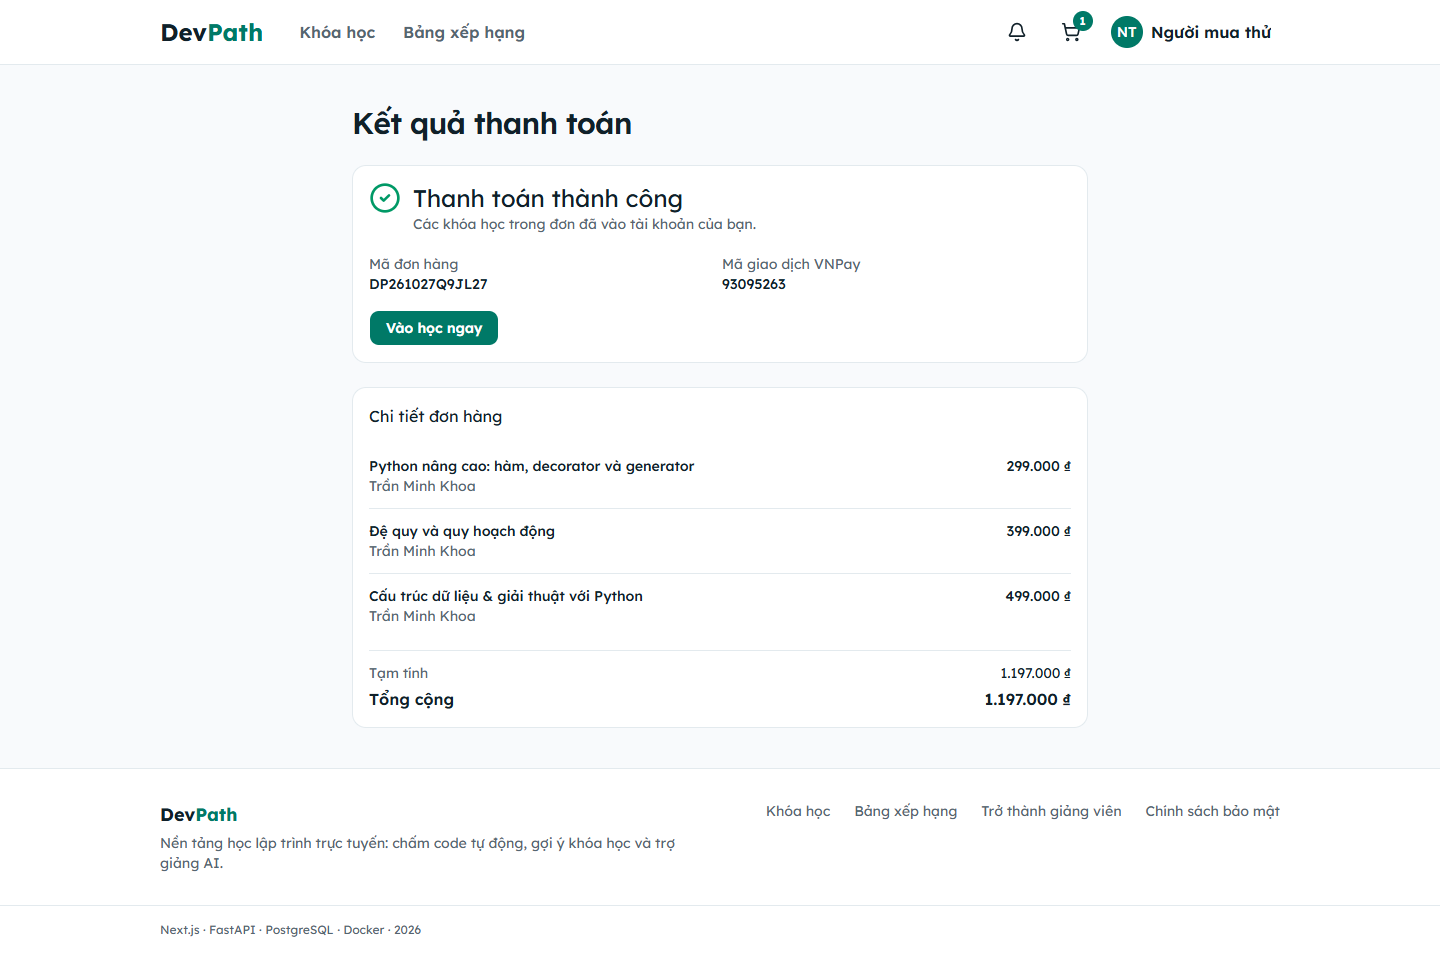 DevPath
Khóa học
Bảng xếp hạng
1
NT
Người mua thử
Kết quả thanh toán
Thanh toán thành công
Các khóa học trong đơn đã vào tài khoản của bạn.
Mã đơn hàng
DP261027Q9JL27
Mã giao dịch VNPay
93095263
Vào học ngay
Chi tiết đơn hàng
Python nâng cao: hàm, decorator và generator
299.000 ₫
Trần Minh Khoa
Đệ quy và quy hoạch động
399.000 ₫
Trần Minh Khoa
Cấu trúc dữ liệu & giải thuật với Python
499.000 ₫
Trần Minh Khoa
Tạm tính
1.197.000 ₫
Tổng cộng
1.197.000 ₫
DevPath
Nền tảng học lập trình trực tuyến: chấm code tự động, gợi ý khóa học và trợ
giảng AI.
Khóa học
Bảng xếp hạng
Trở thành giảng viên
Chính sách bảo mật
Next.js · FastAPI · PostgreSQL · Docker · 2026